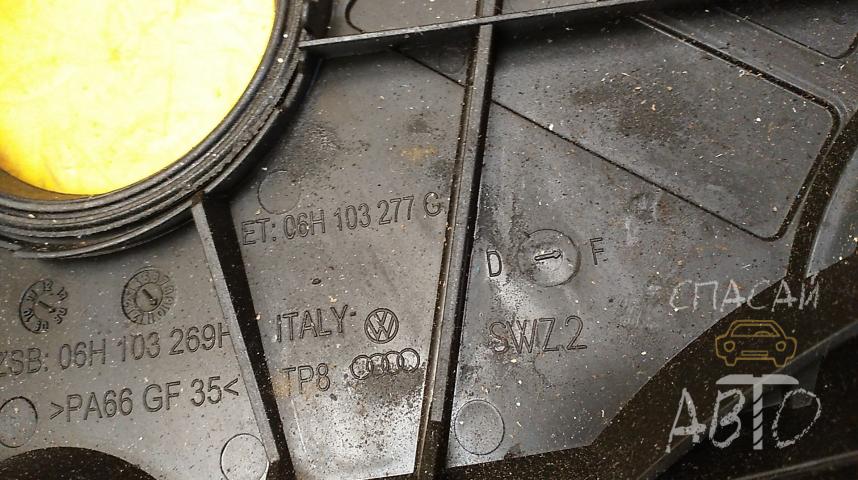 ET: 06H 103 277 G
D F
ITALY-
SWZ.2
ZSB: 06H 103 269H
TP8
>PA66 GF 35<
СПАСАЙ
АВТО